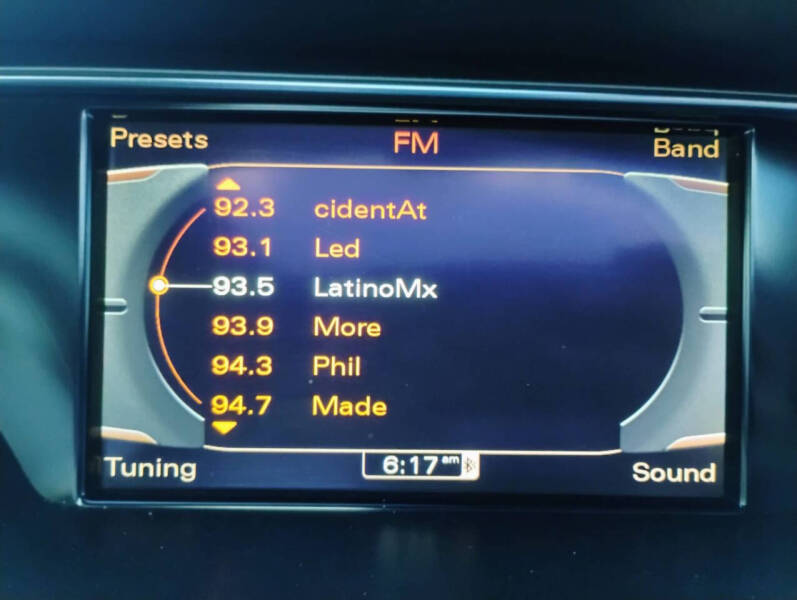 Presets FM Band
92.3 cidentAt
93.1 Led
93.5 LatinoMx
93.9 More
94.3 Phil
94.7 Made
Tuning 6:17 am Sound